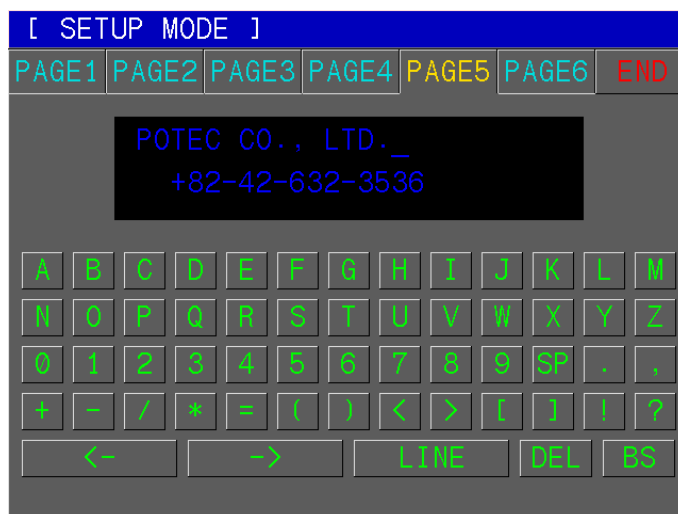 [ SETUP MODE ]
PAGE1 PAGE2 PAGE3 PAGE4 PAGE5 PAGE6 END
POTEC CO., LTD._
+82-42-632-3536
A B C D E F G H I J K L M
N O P Q R S T U V W X Y Z
0 1 2 3 4 5 6 7 8 9 SP . ,
+ - / * = ( ) < > [ ] ! ?
<- -> LINE DEL BS